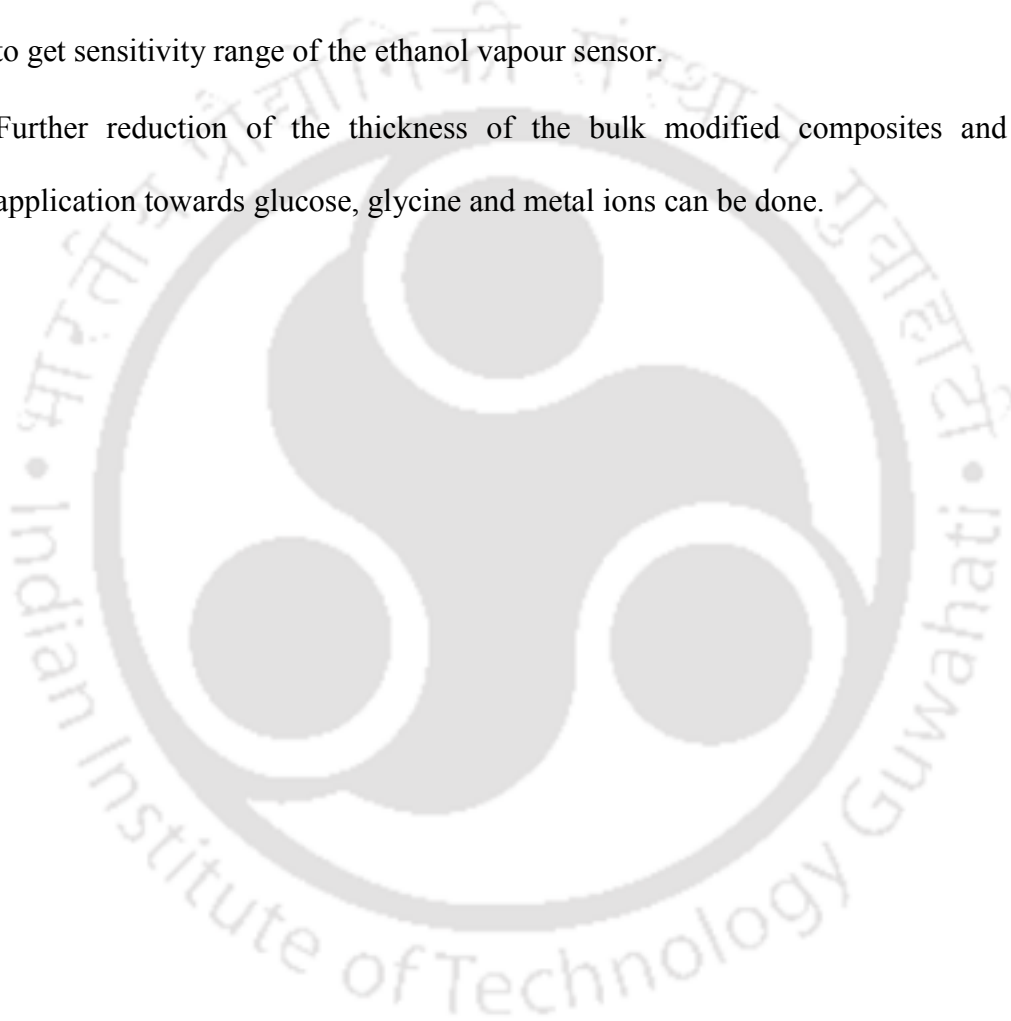 to get sensitivity range of the ethanol vapour sensor.
Further reduction of the thickness of the bulk modified composites and
application towards glucose, glycine and metal ions can be done.
भारतीय प्रौद्योगिकी संस्थान गुवाहाटी
• Indian Institute of Technology Guwahati •